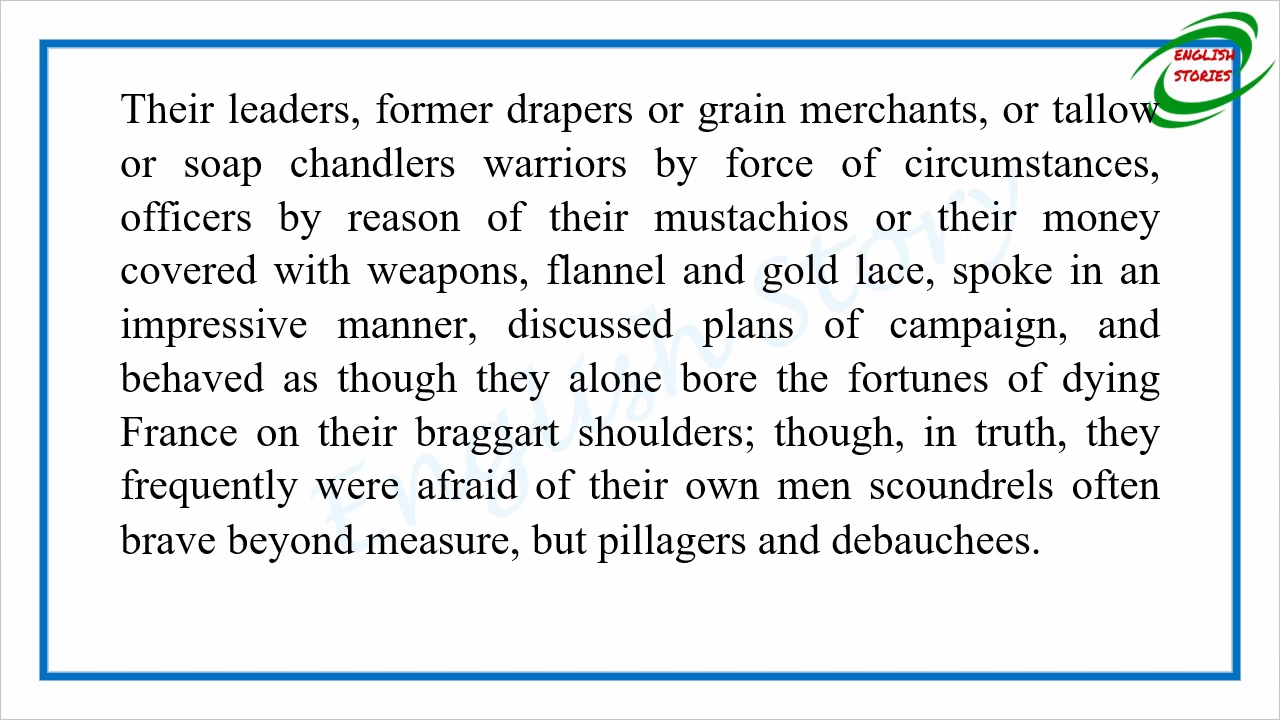 ENGLISH
STORIES
Their leaders, former drapers or grain merchants, or tallow
or soap chandlers warriors by force of circumstances,
officers by reason of their mustachios or their money
covered with weapons, flannel and gold lace, spoke in an
impressive manner, discussed plans of campaign, and
behaved as though they alone bore the fortunes of dying
France on their braggart shoulders; though, in truth, they
frequently were afraid of their own men scoundrels often
brave beyond measure, but pillagers and debauchees.
English Story